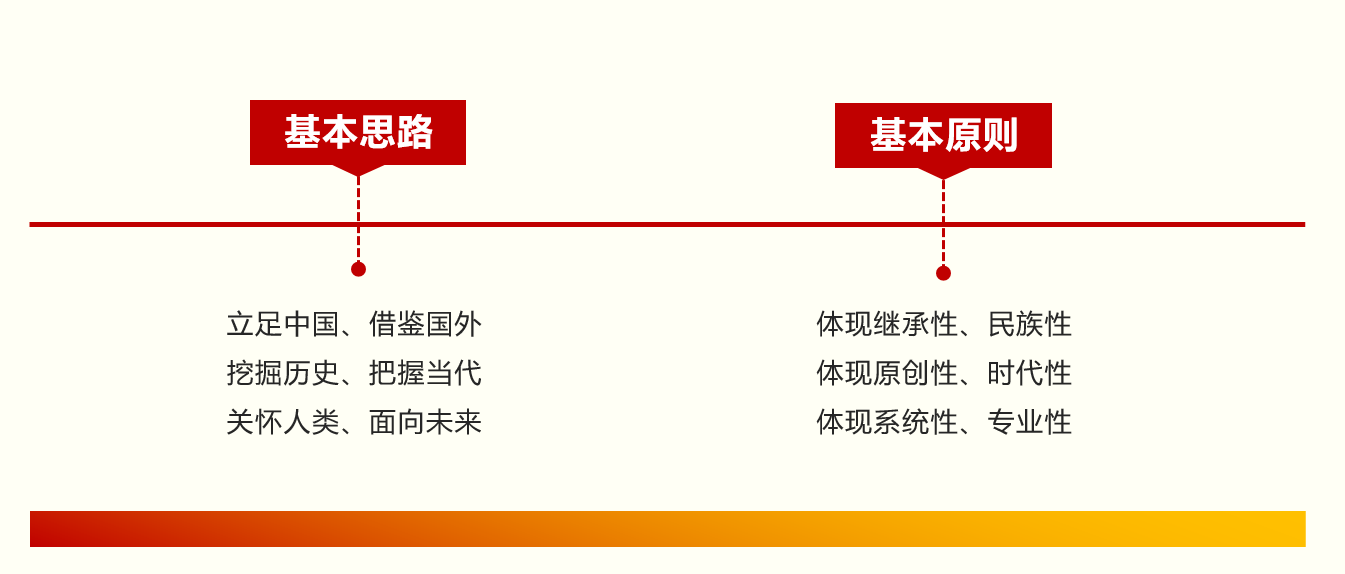 基本思路
立足中国、借鉴国外
挖掘历史、把握当代
关怀人类、面向未来
基本原则
体现继承性、民族性
体现原创性、时代性
体现系统性、专业性